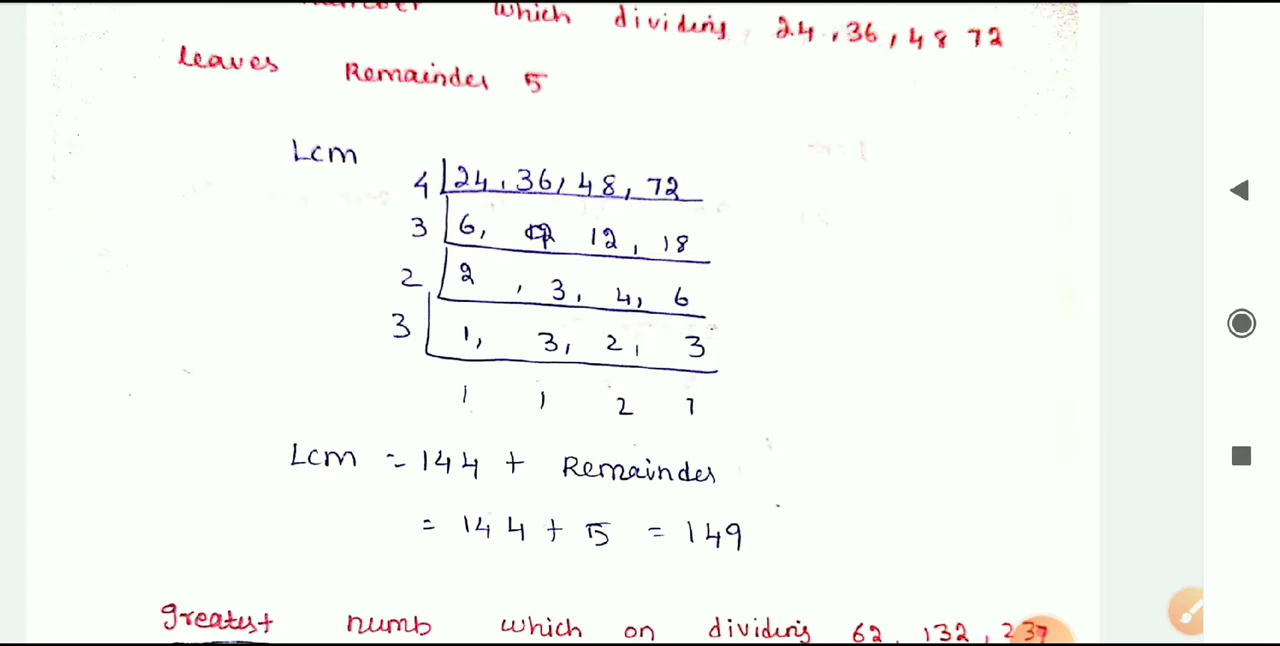 which dividing 24, 36, 48 72
leaves Remainder 5
Lcm
4 24, 36, 48, 72
3 6, 12, 18
2 2, 3, 4, 6
3 1, 3, 2, 3
1 1 2 1
Lcm = 144 + Remainder
= 144 + 5 = 149
greatest numb which on dividing 62, 132, 237